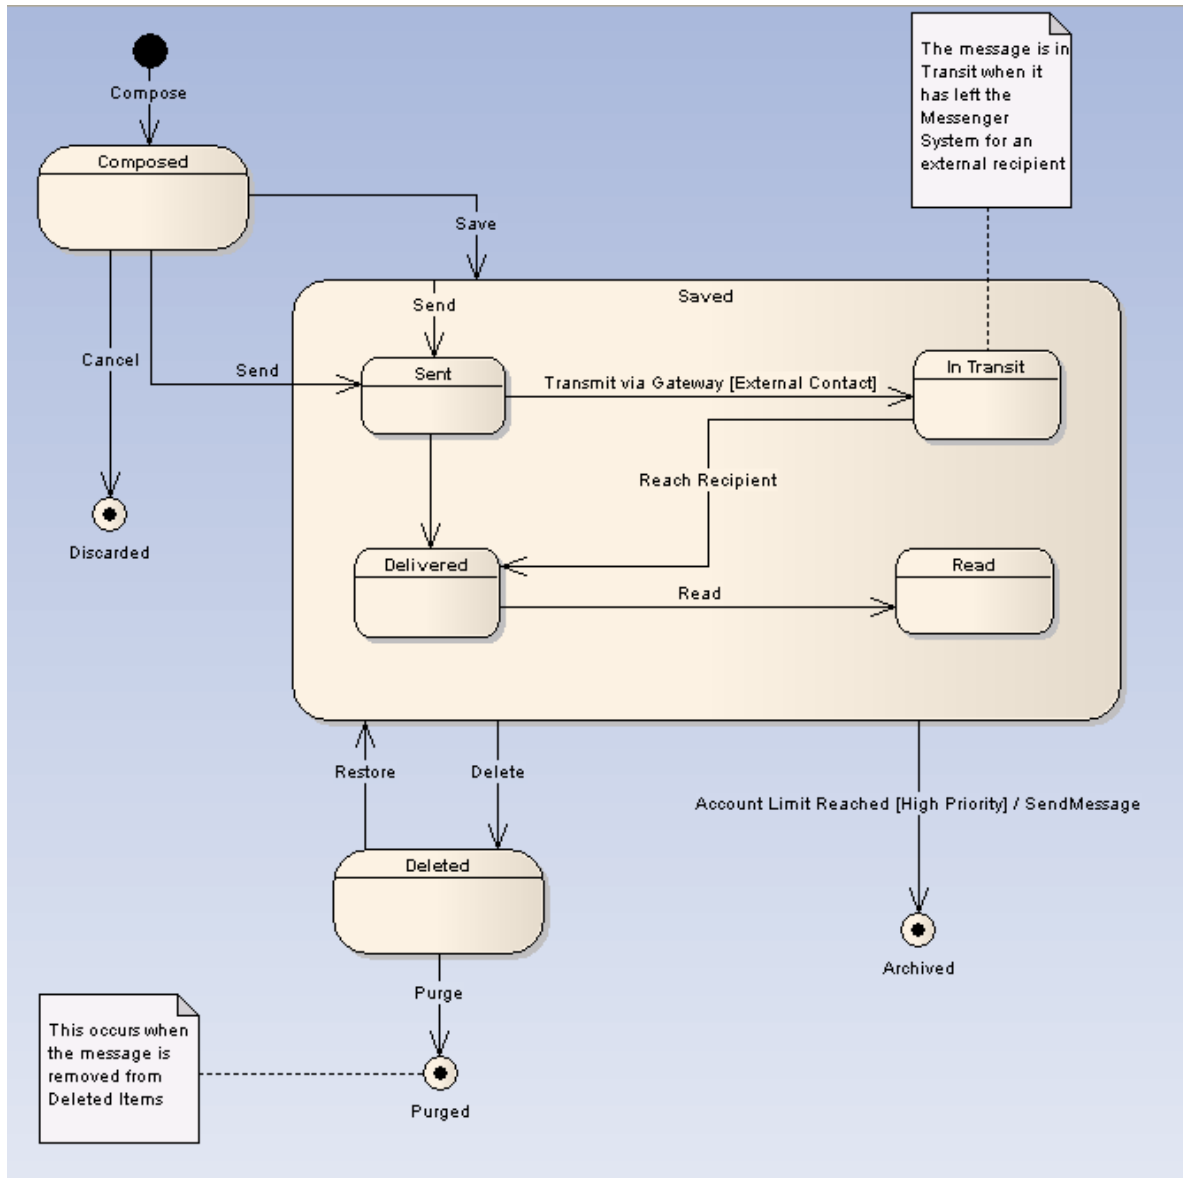 Compose
The message is in
Transit when it
has left the
Messenger
System for an
external recipient
Composed
Save
Saved
Send
Cancel
Send
Sent
Transmit via Gateway [External Contact]
In Transit
Reach Recipient
Discarded
Delivered
Read
Read
Restore
Delete
Account Limit Reached [High Priority] / SendMessage
Deleted
Archived
Purge
This occurs when
the message is
removed from
Deleted Items
Purged